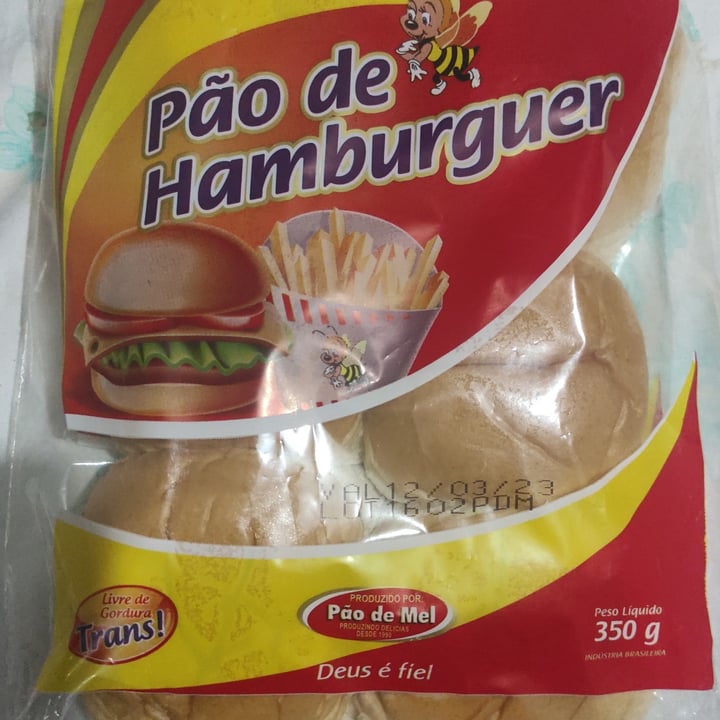 Pão de
Hamburguer
VAL12/03/23
LOT1602PDM
Livre de
Gordura
Trans!
PRODUZIDO POR:
Pão de Mel
PRODUZINDO DELICIAS
DESDE 1990
Peso Líquido
350 g
INDÚSTRIA BRASILEIRA
Deus é fiel